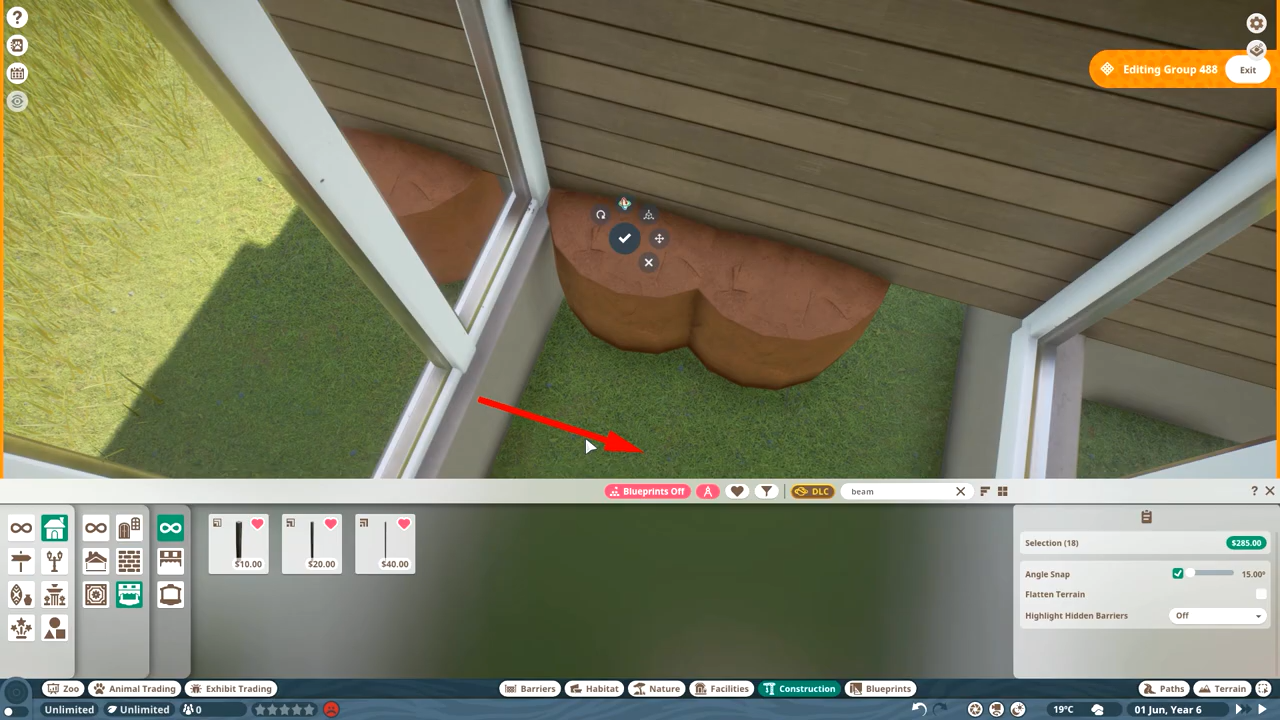 ?
Editing Group 488
Exit
Blueprints Off
DLC
beam
?
$10.00
$20.00
$40.00
Selection (18)
$285.00
Angle Snap
15.00°
Flatten Terrain
Highlight Hidden Barriers
Off
Zoo
Animal Trading
Exhibit Trading
Barriers
Habitat
Nature
Facilities
Construction
Blueprints
Paths
Terrain
Unlimited
Unlimited
0
19°C
01 Jun, Year 6